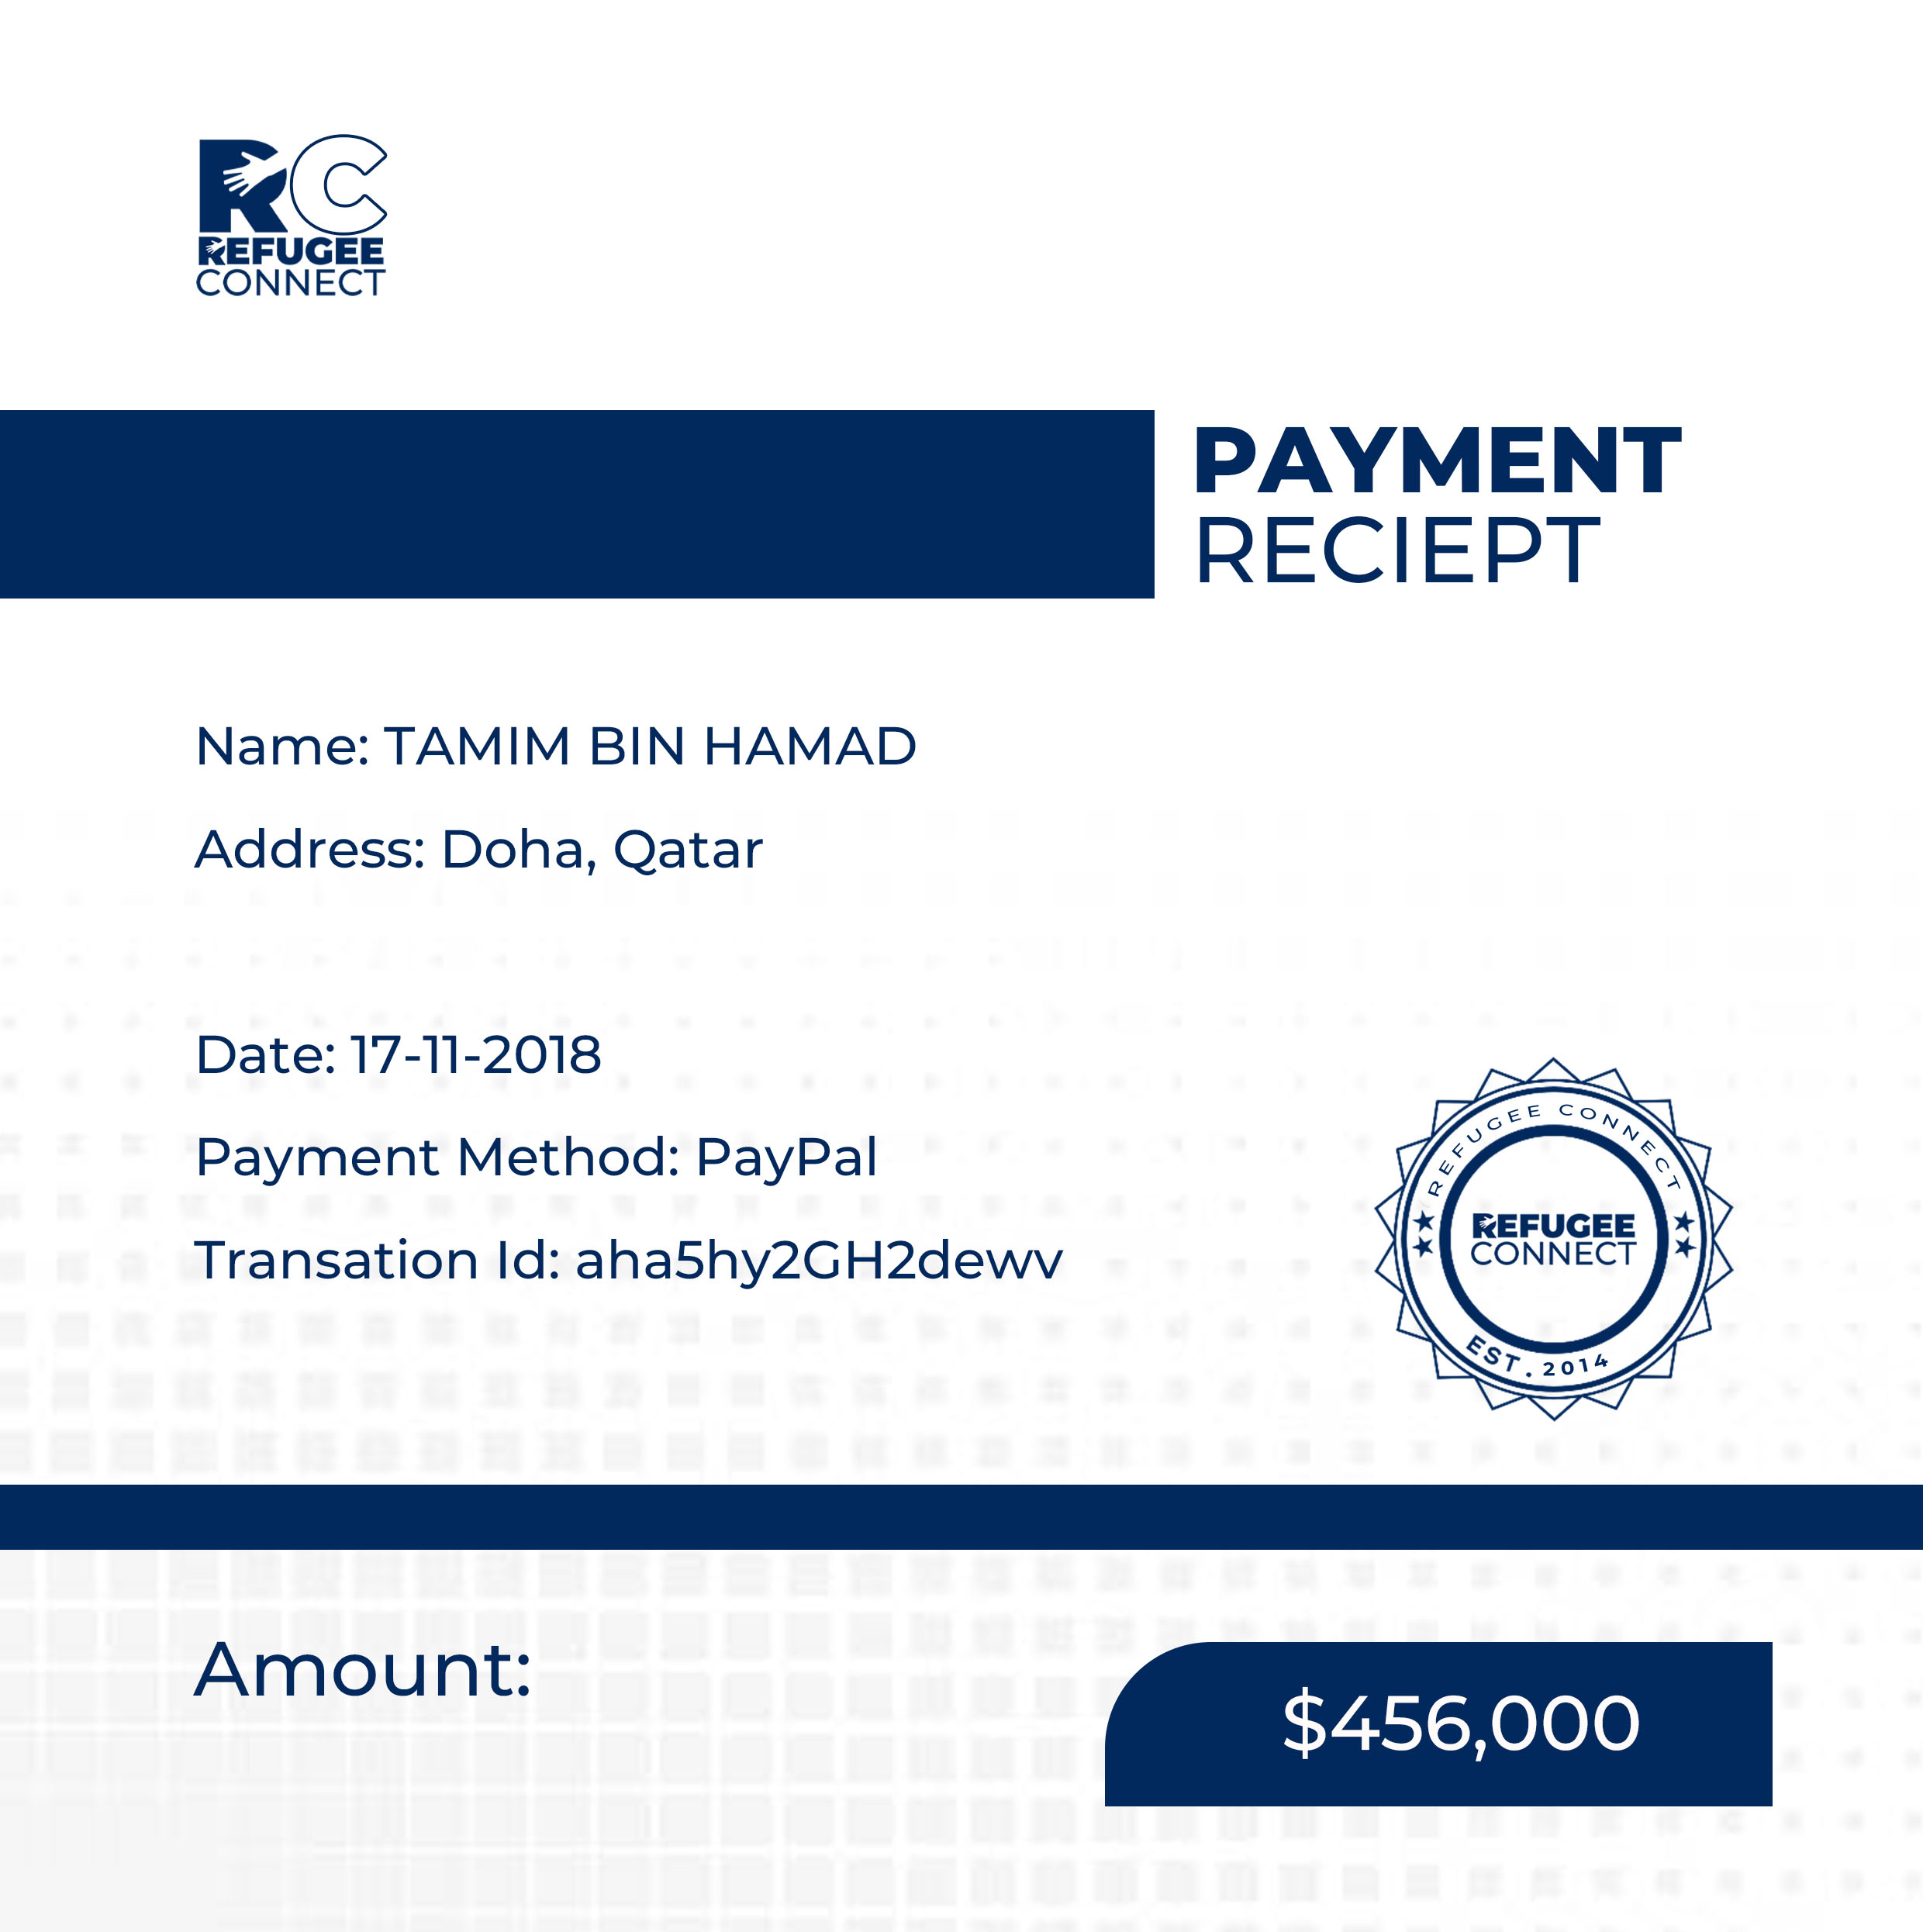 RC
REFUGEE
CONNECT
PAYMENT
RECIEPT
Name: TAMIM BIN HAMAD
Address: Doha, Qatar
Date: 17-11-2018
Payment Method: PayPal
Transation Id: aha5hy2GH2dewv
REFUGEE CONNECT
REFUGEE
CONNECT
EST. 2014
Amount:
$456,000